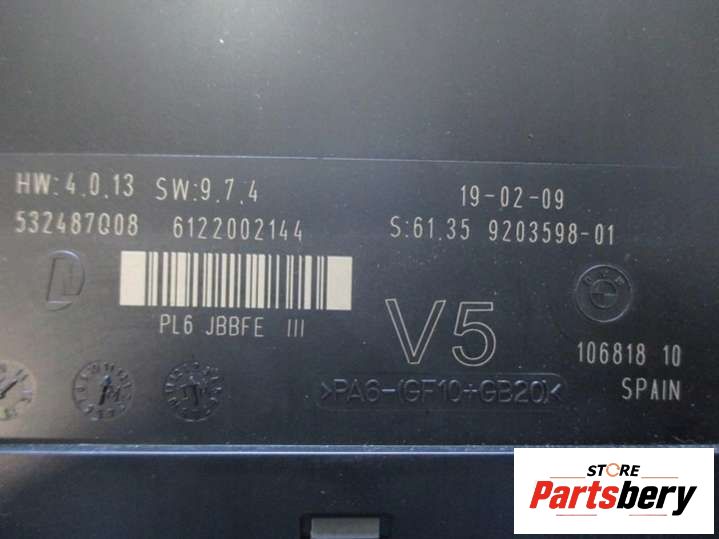 HW:4.0.13 SW:9.7.4 19-02-09
532487Q08 6122002144 S:61.35 9203598-01
PL6 JBBFE III
V5
106818 10
>PA6-(GF10+GB20)<
SPAIN
STORE
Partsbery